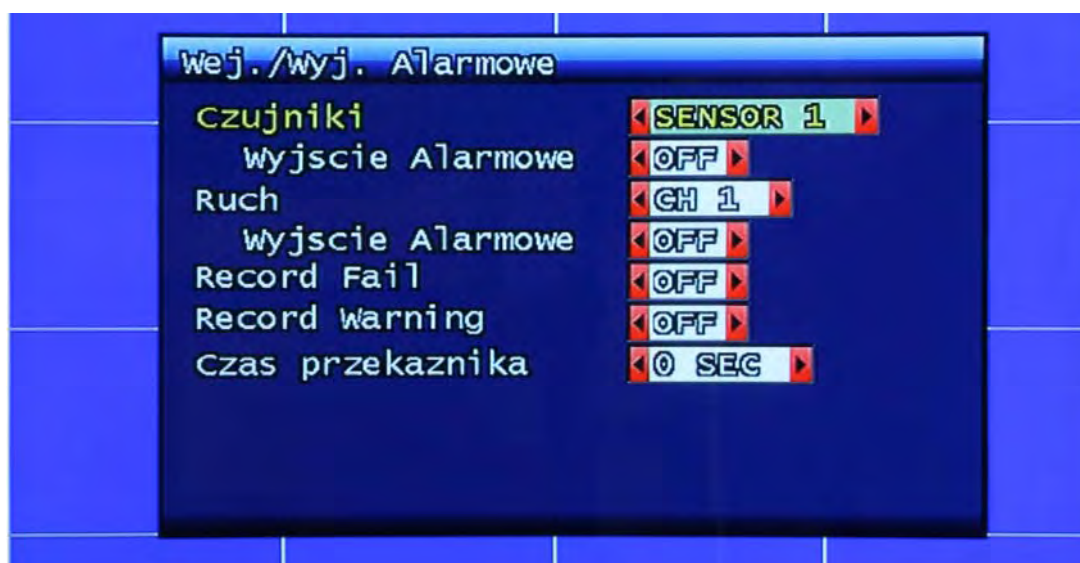 Wej./Wyj. Alarmowe
Czujniki SENSOR 1
Wyjscie Alarmowe OFF
Ruch CH 1
Wyjscie Alarmowe OFF
Record Fail OFF
Record Warning OFF
Czas przekaznika 0 SEC